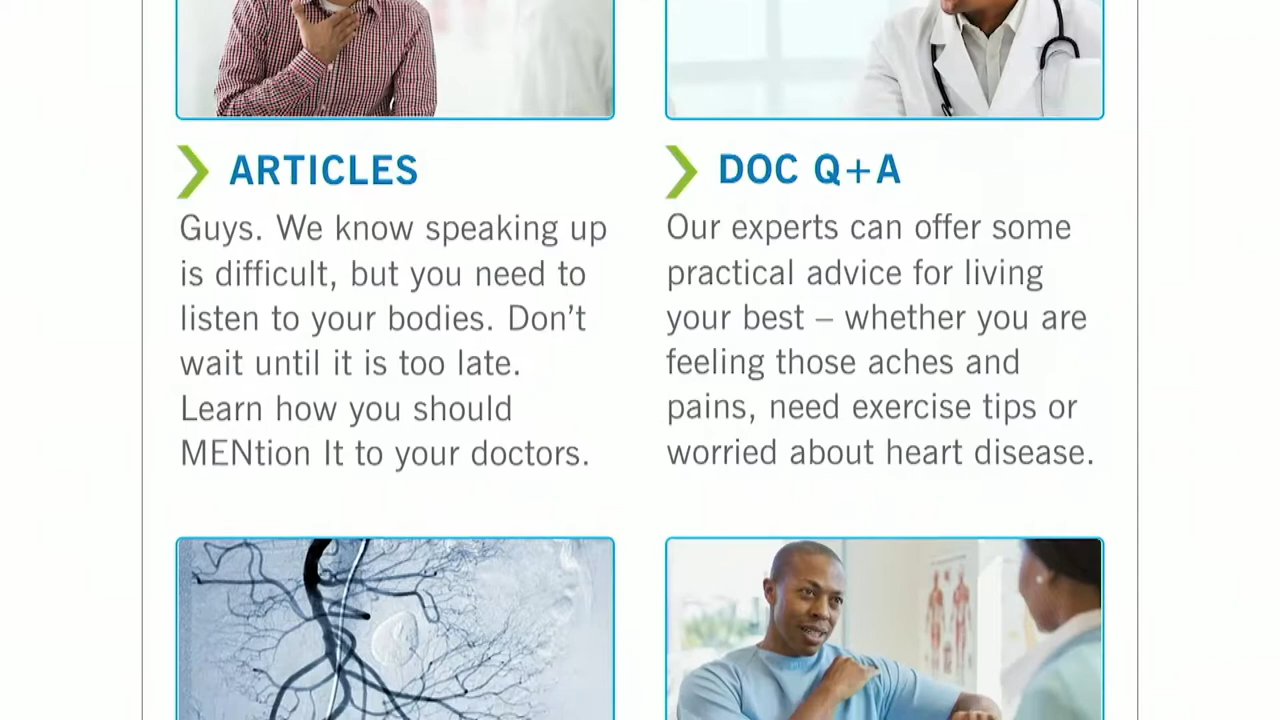 ARTICLES
Guys. We know speaking up
is difficult, but you need to
listen to your bodies. Don’t
wait until it is too late.
Learn how you should
MENtion It to your doctors.
DOC Q+A
Our experts can offer some
practical advice for living
your best – whether you are
feeling those aches and
pains, need exercise tips or
worried about heart disease.